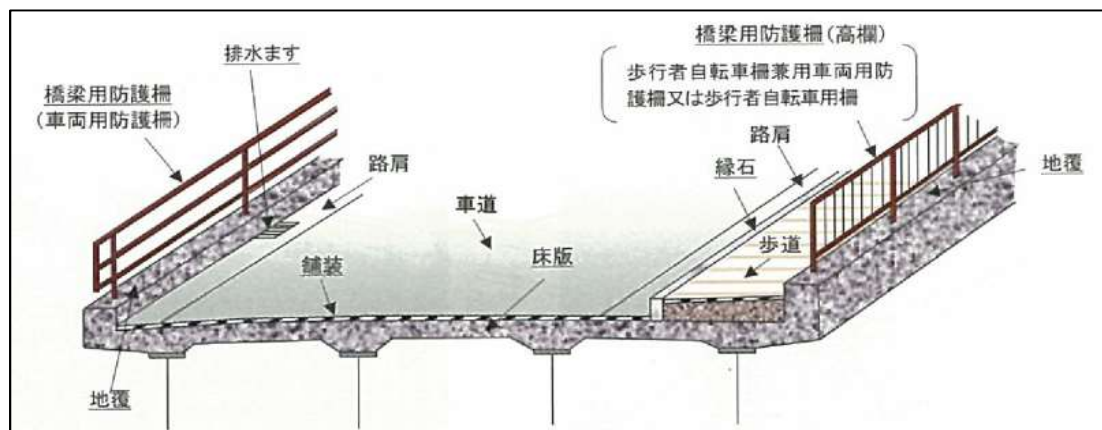 排水ます
橋梁用防護柵
(車両用防護柵)
路肩
車道
舗装
床版
地覆
橋梁用防護柵(高欄)
歩行者自転車柵兼用車両用防
護柵又は歩行者自転車用柵
路肩
縁石
地覆
歩道